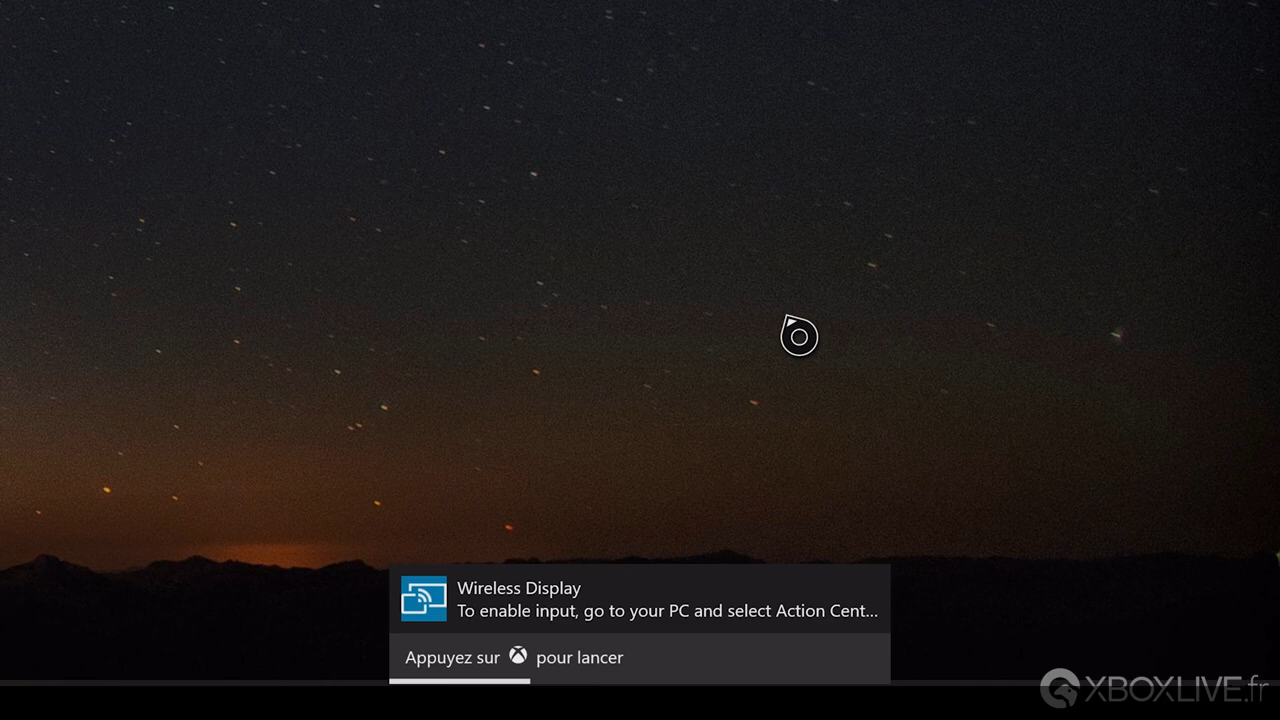 Wireless Display
To enable input, go to your PC and select Action Cent...
Appuyez sur pour lancer
XBOXLIVE.fr